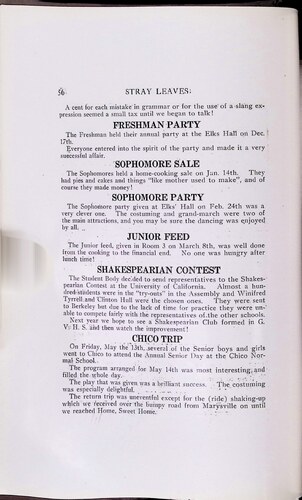 56 STRAY LEAVES.
A cent for each mistake in grammar or for the use of a slang ex-
pression seemed a small tax until we began to talk!
FRESHMAN PARTY
The Freshman held their annual party at the Elks Hall on Dec.
17th.
Everyone entered into the spirit of the party and made it a very
successful affair.
SOPHOMORE SALE
The Sophomores held a home-cooking sale on Jan. 14th. They
had pies and cakes and things "like mother used to make", and of
course they made money!
SOPHOMORE PARTY
The Sophomore party given at Elks' Hall on Feb. 24th was a
very clever one. The costuming and grand-march were two of
the main attractions, and you may be sure the dancing was enjoyed
by all.
JUNIOR FEED
The Junior feed, given in Room 3 on March 8th, was well done
from the cooking to the financial end. No one was hungry after
lunch time!
SHAKESPEARIAN CONTEST
The Student Body decided to send representatives to the Shakes-
pearian Contest at the University of California. Almost a hun-
dred students were in the "try-outs" in the Assembly and Winifred
Tyrrell and Clinton Hull were the chosen ones. They were sent
to Berkeley but due to the lack of time for practice they were un-
able to compete fairly with the representatives of the other schools.
Next year we hope to see a Shakespearian Club formed in G.
V. H. S. and then watch the improvement!
CHICO TRIP
On Friday, May the 13th, several of the Senior boys and girls
went to Chico to attend the Annual Senior Day at the Chico Nor-
mal School.
The program arranged for May 14th was most interesting, and
filled the whole day.
The play that was given was a brilliant success. The costuming
was especially delightful.
The return trip was uneventful except for the (ride) shaking-up
which we received over the bumpy road from Marysville on until
we reached Home, Sweet Home.